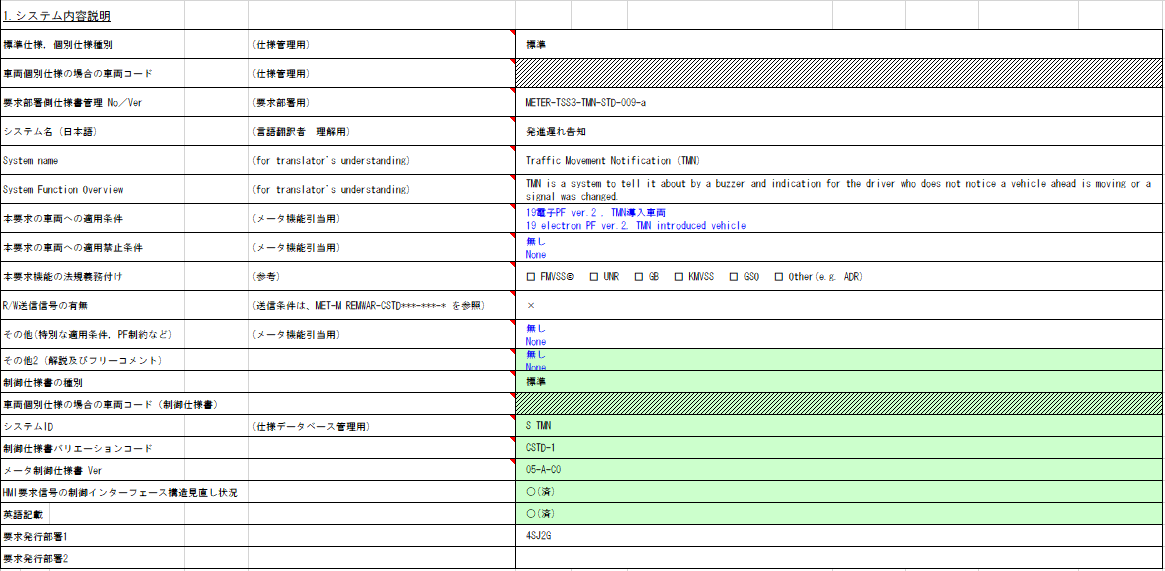 1. システム内容説明
標準仕様，個別仕様種別 (仕様管理用) 標準
車両個別仕様の場合の車両コード (仕様管理用)
要求部署側仕様書管理 No／Ver (要求部署用) METER-TSS3-TMN-STD-009-a
システム名 (日本語) (言語翻訳者　理解用) 発進遅れ告知
System name (for translator's understanding) Traffic Movement Notification (TMN)
System Function Overview (for translator's understanding) TMN is a system to tell it about by a buzzer and indication for the driver who does not notice a vehicle ahead is moving or a
signal was changed.
本要求の車両への適用条件 (メータ機能引当用) 19電子PF ver.2 , TMN導入車両
19 electron PF ver.2, TMN introduced vehicle
本要求の車両への適用禁止条件 (メータ機能引当用) 無し
None
本要求機能の法規義務付け (参考) □ FMVSS© □ UNR □ GB □ KMVSS □ GSO □ Other(e.g. ADR)
R/W送信信号の有無 (送信条件は、MET-M_REMWAR-CSTD***-***-* を参照) ×
その他(特別な適用条件，PF制約など) (メータ機能引当用) 無し
None
その他2 (解説及びフリーコメント) 無し
None
制御仕様書の種別 標準
車両個別仕様の場合の車両コード (制御仕様書)
システムID (仕様データベース管理用) S_TMN
制御仕様書バリエーションコード CSTD-1
メータ制御仕様書 Ver 05-A-C0
HMI要求信号の制御インターフェース構造見直し状況 ○(済)
英語記載 ○(済)
要求発行部署1 4SJ2G
要求発行部署2